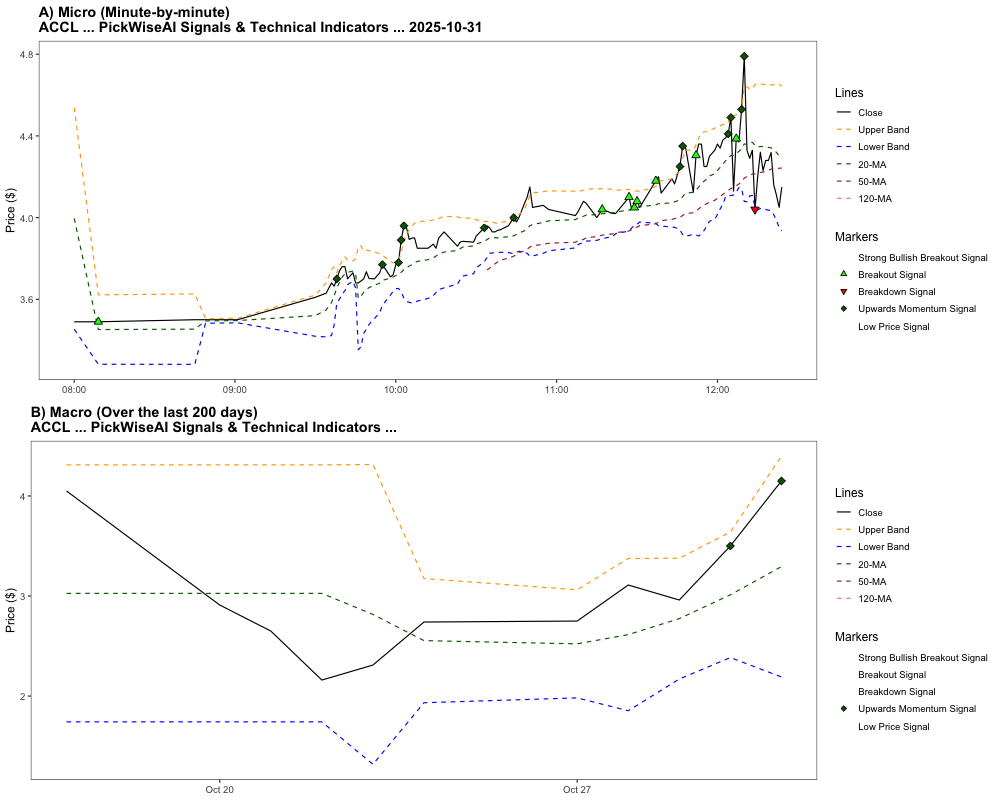 A) Micro (Minute-by-minute)
ACCL ... PickWiseAI Signals & Technical Indicators ... 2025-10-31
Price ($)
4.8
4.4
4.0
3.6
08:00
09:00
10:00
11:00
12:00
Lines
Close
Upper Band
Lower Band
20-MA
50-MA
120-MA
Markers
Strong Bullish Breakout Signal
Breakout Signal
Breakdown Signal
Upwards Momentum Signal
Low Price Signal
B) Macro (Over the last 200 days)
ACCL ... PickWiseAI Signals & Technical Indicators ...
Price ($)
4
3
2
Oct 20
Oct 27
Lines
Close
Upper Band
Lower Band
20-MA
50-MA
120-MA
Markers
Strong Bullish Breakout Signal
Breakout Signal
Breakdown Signal
Upwards Momentum Signal
Low Price Signal